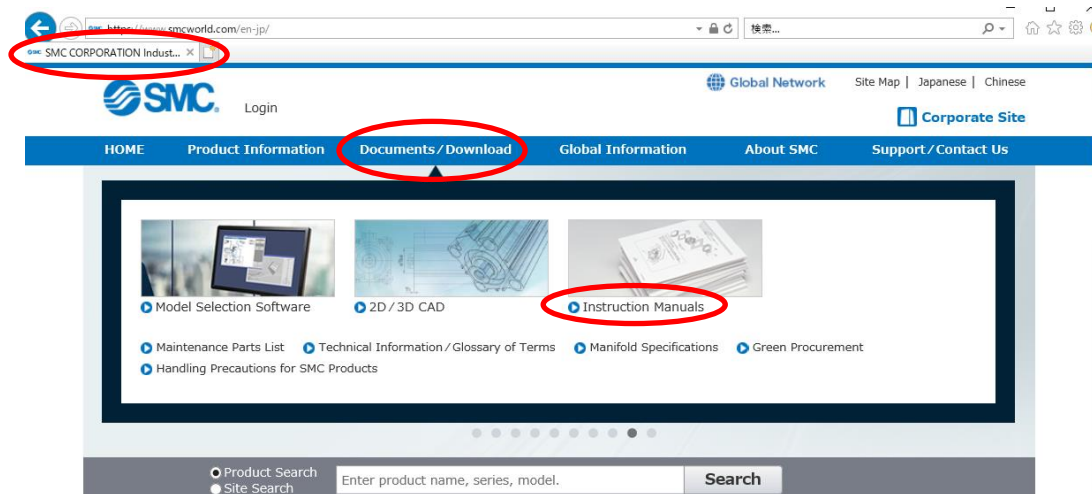 https://www.smcworld.com/en-jp/
検索...
SMC CORPORATION Indust...
SMC.
Login
Global Network
Site Map | Japanese | Chinese
Corporate Site
HOME
Product Information
Documents/Download
Global Information
About SMC
Support/Contact Us
Model Selection Software
2D/3D CAD
Instruction Manuals
Maintenance Parts List
Technical Information/Glossary of Terms
Manifold Specifications
Green Procurement
Handling Precautions for SMC Products
Product Search
Site Search
Enter product name, series, model.
Search